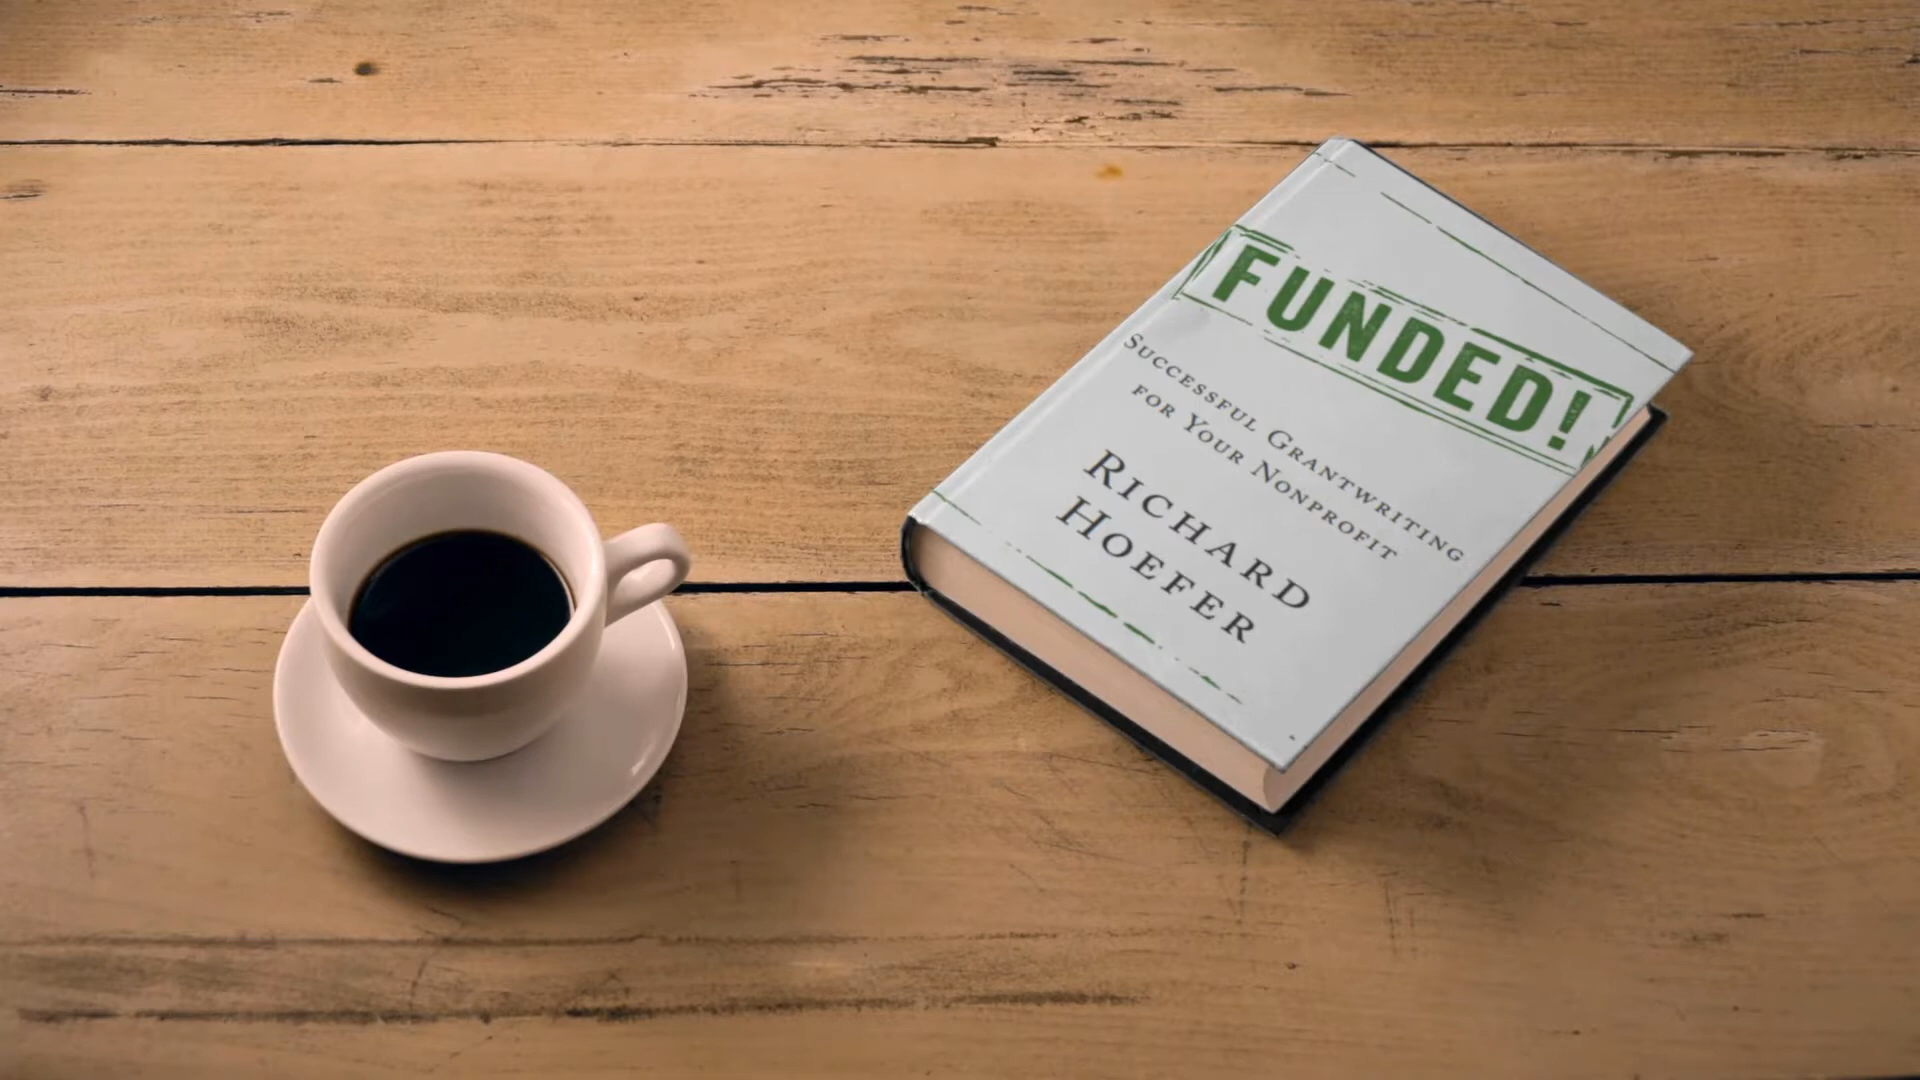 FUNDED!
SUCCESSFUL GRANTWRITING
FOR YOUR NONPROFIT
RICHARD
HOEFER